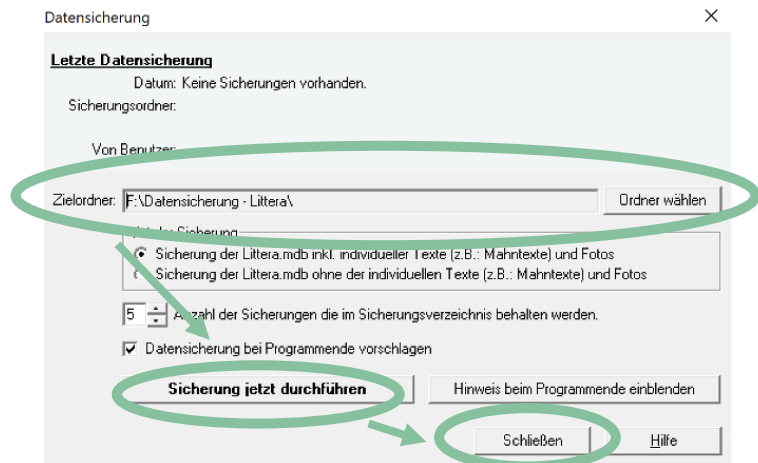 Datensicherung
Letzte Datensicherung
Datum: Keine Sicherungen vorhanden.
Sicherungsordner:
Von Benutzer:
Zielordner: F:\Datensicherung - Littera\ Ordner wählen
Art der Sicherung
Sicherung der Littera.mdb inkl. individueller Texte (z.B.: Mahntexte) und Fotos
Sicherung der Littera.mdb ohne der individuellen Texte (z.B.: Mahntexte) und Fotos
5 Anzahl der Sicherungen die im Sicherungsverzeichnis behalten werden.
Datensicherung bei Programmende vorschlagen
Sicherung jetzt durchführen Hinweis beim Programmende einblenden
Schließen Hilfe